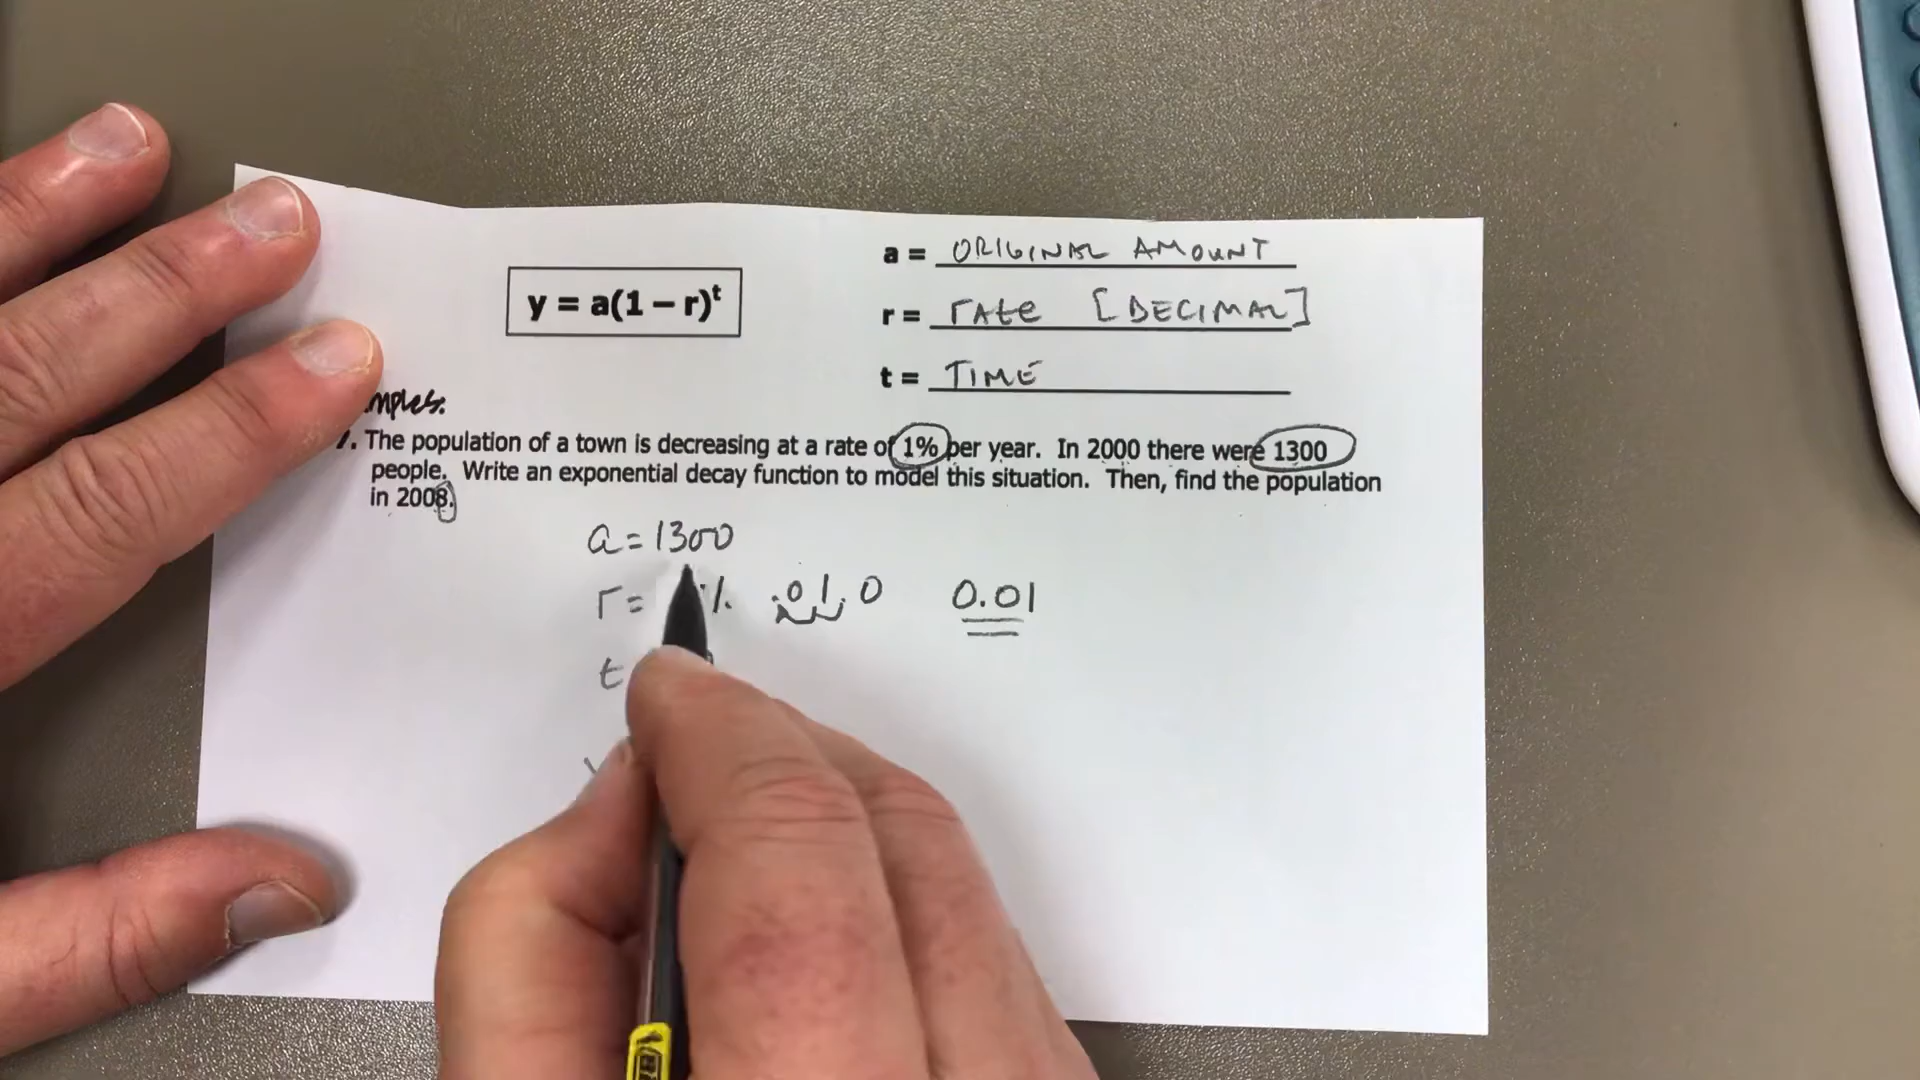 a = ORIGINAL AMOUNT
y = a(1 – r)ᵗ
r = rate [DECIMAL]
t = TIME
mples:
. The population of a town is decreasing at a rate of 1% per year. In 2000 there were 1300
people. Write an exponential decay function to model this situation. Then, find the population
in 2008.
a = 1300
r = % .01.0 0.01
t